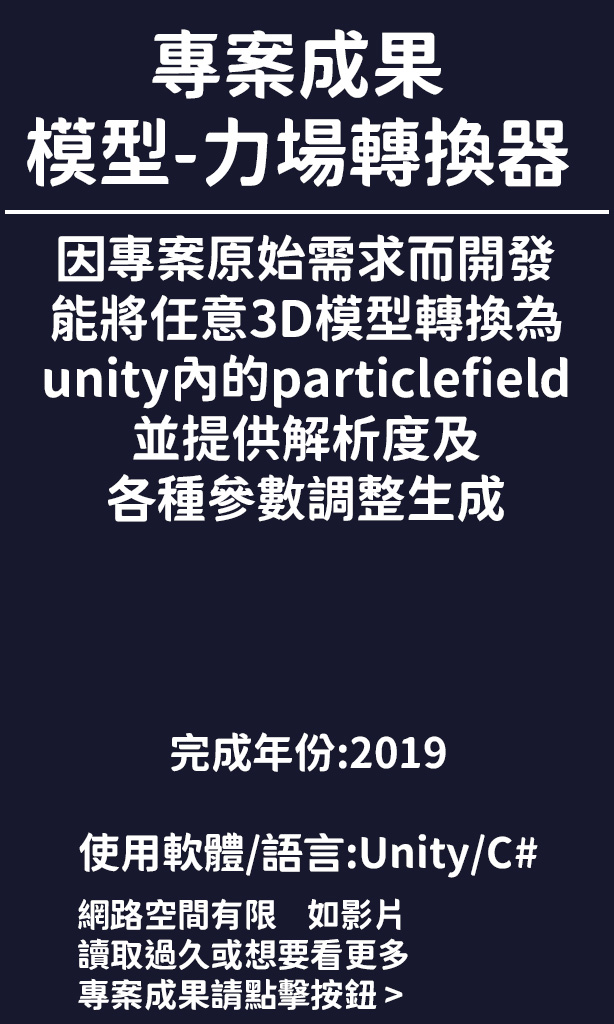 專案成果
模型-力場轉換器
因專案原始需求而開發
能將任意3D模型轉換為
unity內的particlefield
並提供解析度及
各種參數調整生成
完成年份:2019
使用軟體/語言:Unity/C#
網路空間有限　如影片
讀取過久或想要看更多
專案成果請點擊按鈕 >